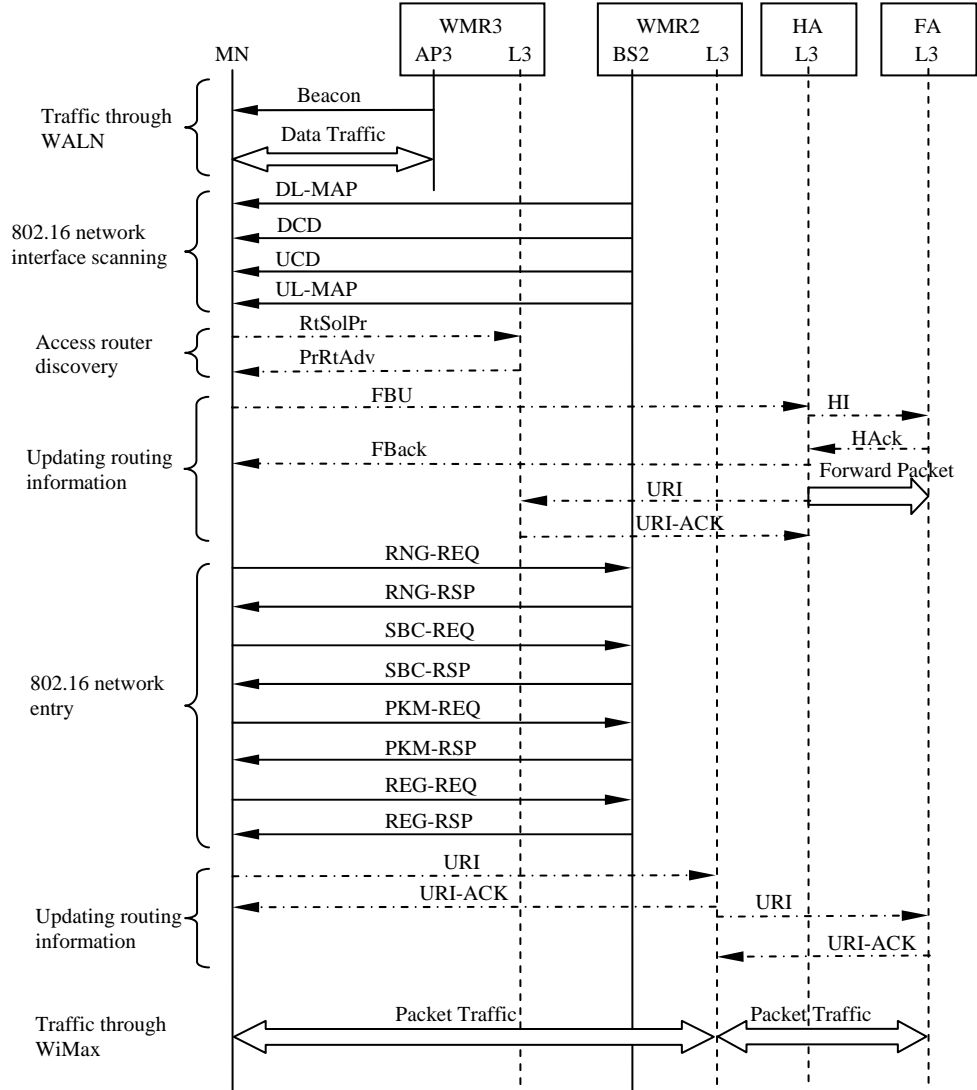 WMR3
WMR2
HA
FA
MN
AP3
L3
BS2
L3
L3
L3
Beacon
Traffic through
WALN
Data Traffic
DL-MAP
802.16 network
interface scanning
DCD
UCD
UL-MAP
Access router
discovery
RtSolPr
PrRtAdv
FBU
HI
HAck
Updating routing
information
FBack
Forward Packet
URI
URI-ACK
RNG-REQ
RNG-RSP
SBC-REQ
802.16 network
entry
SBC-RSP
PKM-REQ
PKM-RSP
REG-REQ
REG-RSP
URI
Updating routing
information
URI-ACK
URI
URI-ACK
Traffic through
WiMax
Packet Traffic
Packet Traffic